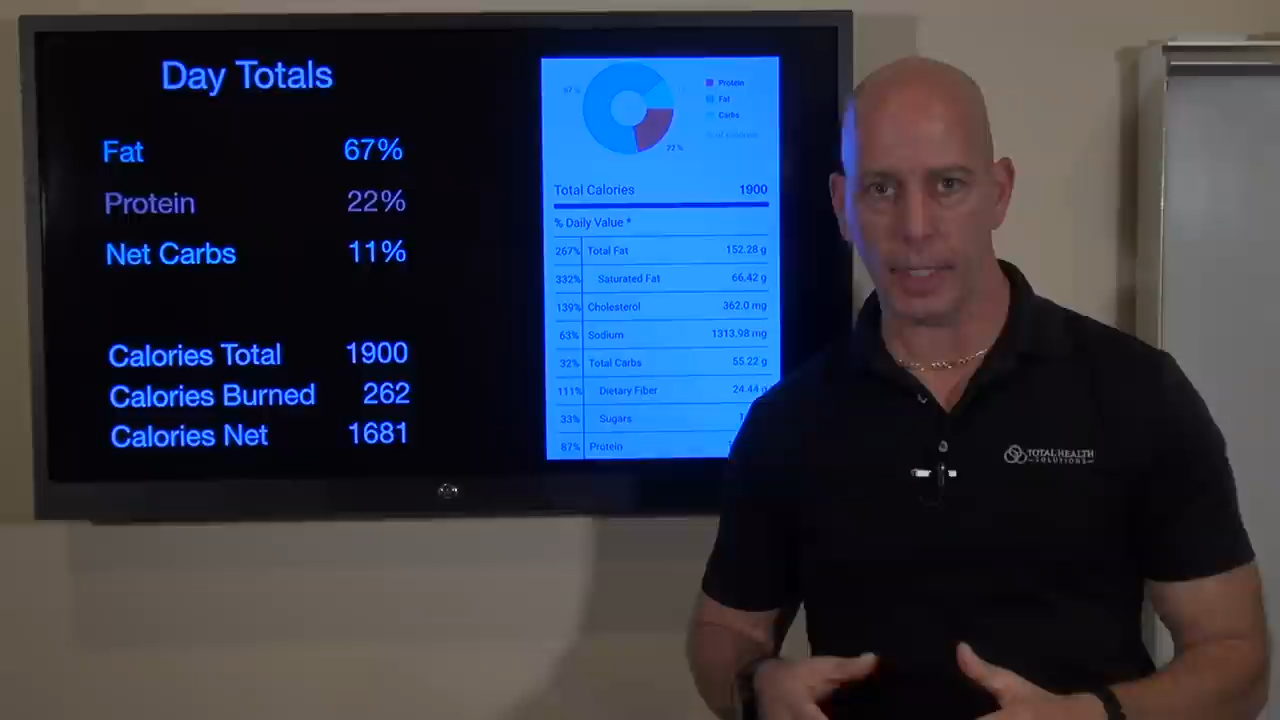 Day Totals
Fat 67%
Protein 22%
Net Carbs 11%
Calories Total 1900
Calories Burned 262
Calories Net 1681
67%
Protein
Fat
Carbs
22%
Total Calories 1900
% Daily Value *
267% Total Fat 152.28 g
332% Saturated Fat 66.42 g
139% Cholesterol 362.0 mg
63% Sodium 1313.98 mg
32% Total Carbs 55.22 g
111% Dietary Fiber 24.44 g
33% Sugars
87% Protein
TOTAL HEALTH
SOLUTIONS